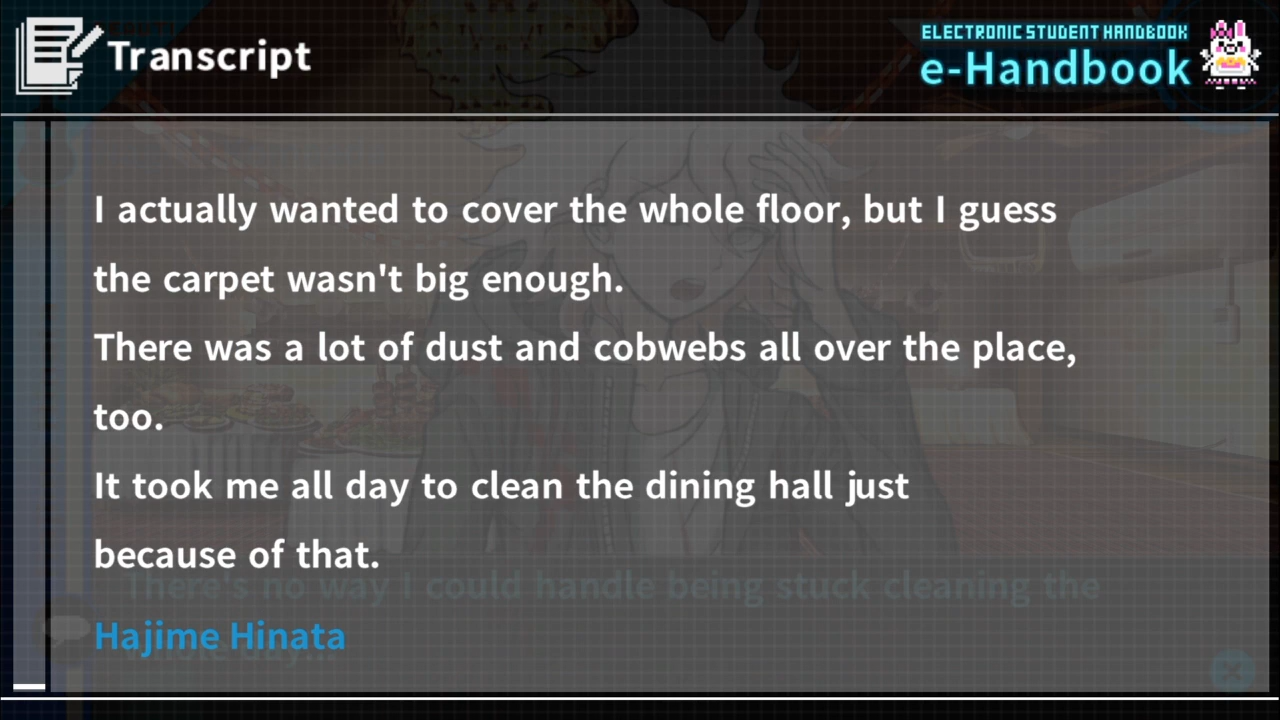 Transcript
ELECTRONIC STUDENT HANDBOOK
e-Handbook
I actually wanted to cover the whole floor, but I guess
the carpet wasn't big enough.
There was a lot of dust and cobwebs all over the place,
too.
It took me all day to clean the dining hall just
because of that.
There's no way I could handle being stuck cleaning the
Hajime Hinata